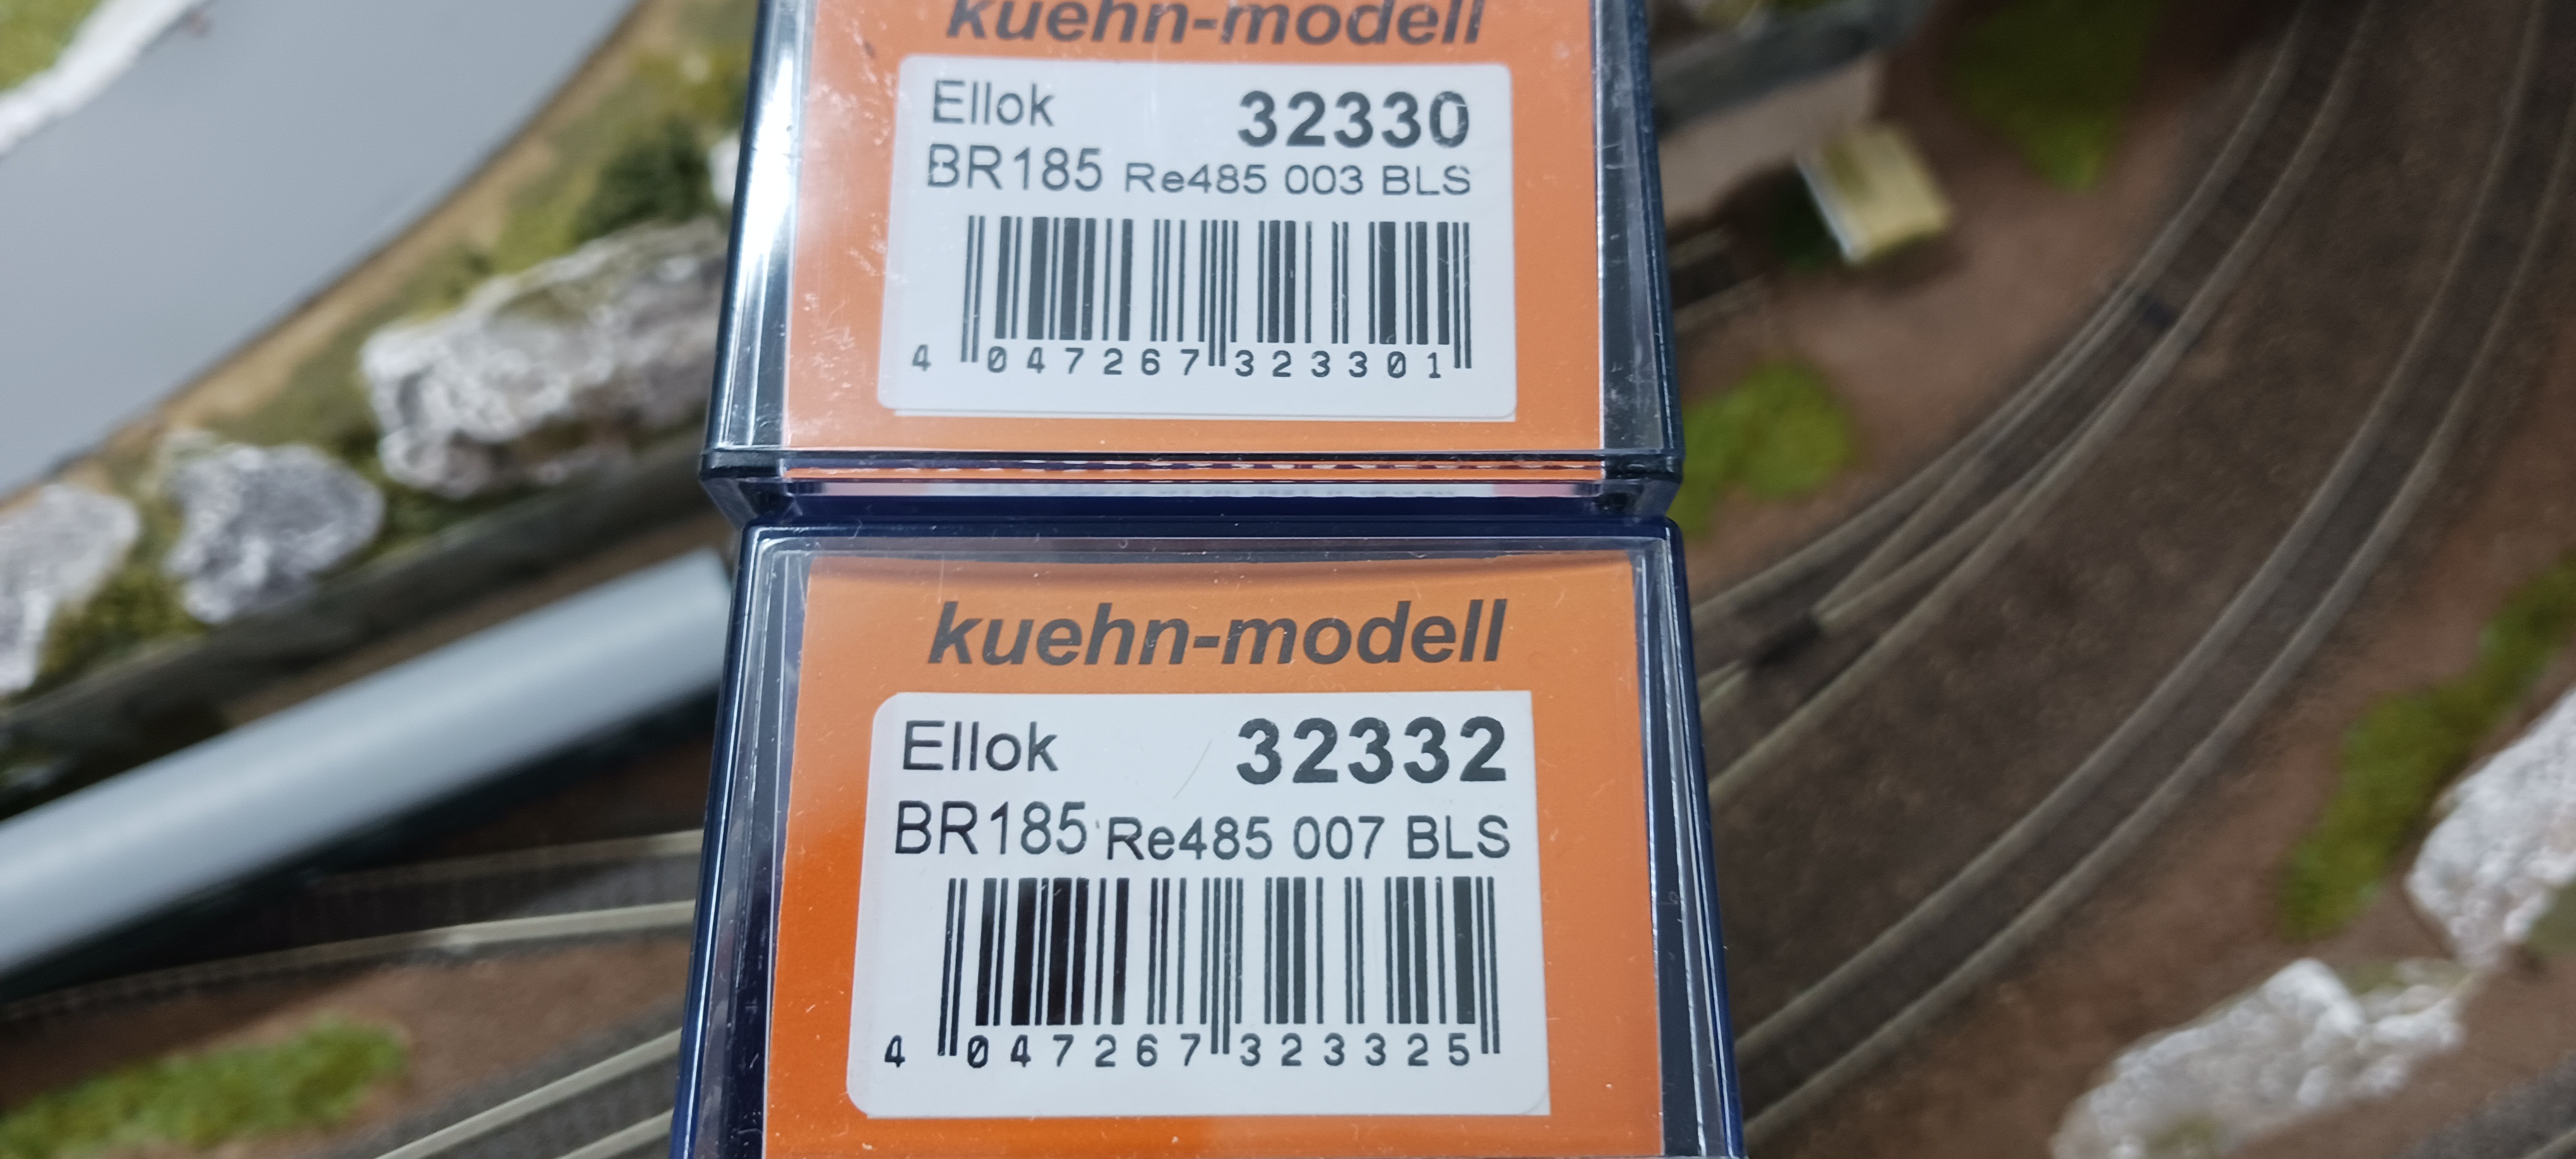 kuehn-modell
Ellok 32330
BR185 Re485 003 BLS
4 047267 323301
kuehn-modell
Ellok 32332
BR185 Re485 007 BLS
4 047267 323325